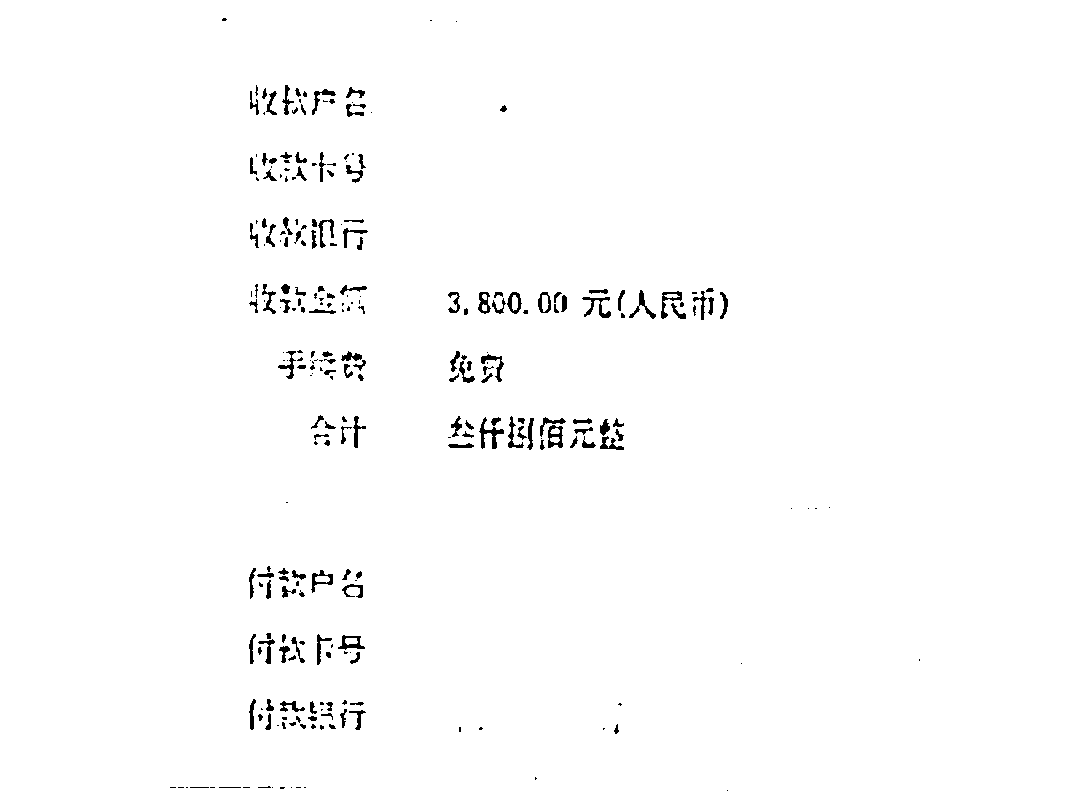 收款户名
收款卡号
收款银行
收款金额 3,800.00 元(人民币)
手续费 免费
合计 叁仟捌佰元整
付款户名
付款卡号
付款银行